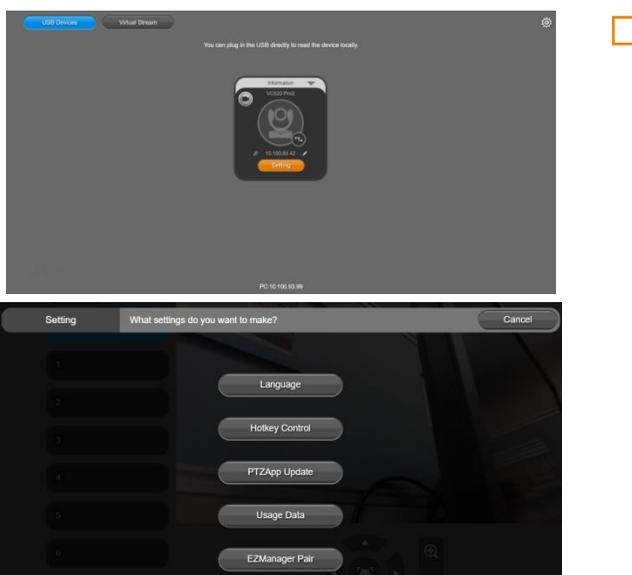 USB Devices
Virtual Stream
You can plug in the USB directly to read the device locally.
Information
VC520 Pro2
10.100.93.42
Setting
PC:10.100.93.99
Setting
What settings do you want to make?
Cancel
1
2
3
4
5
6
Language
Hotkey Control
PTZApp Update
Usage Data
EZManager Pair